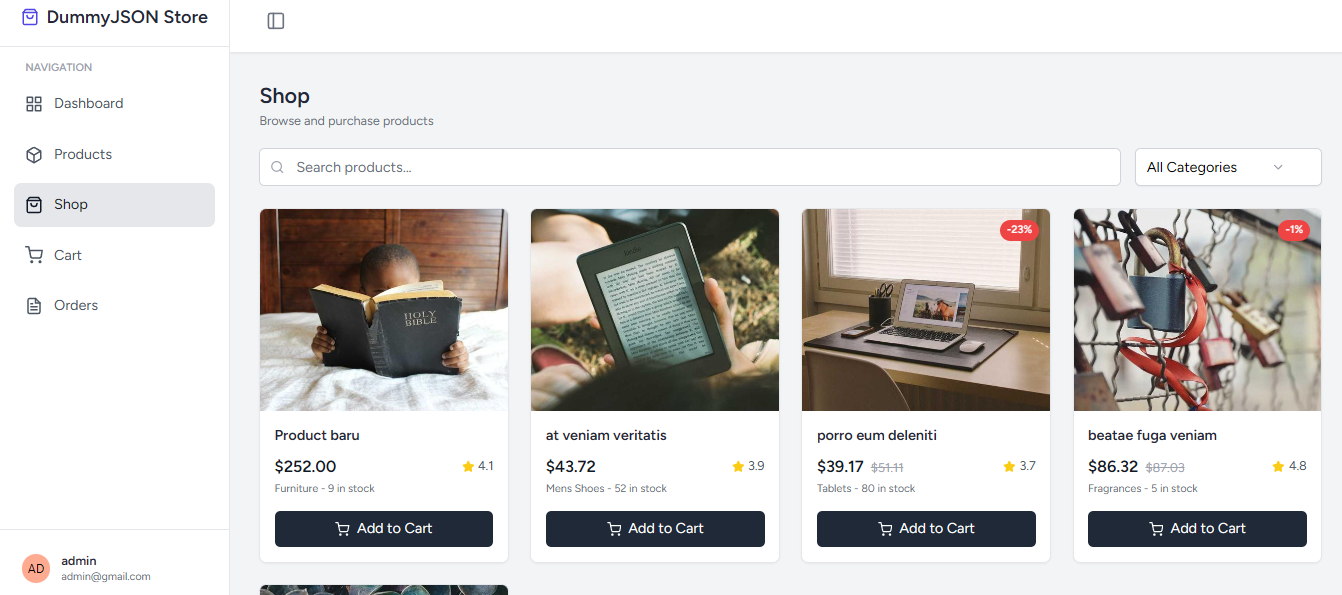 DummyJSON Store
NAVIGATION
Dashboard
Products
Shop
Cart
Orders
AD
admin
admin@gmail.com
Shop
Browse and purchase products
Search products...
All Categories
HOLY
BIBLE
Product baru
$252.00
4.1
Furniture - 9 in stock
Add to Cart
at veniam veritatis
$43.72
3.9
Mens Shoes - 52 in stock
Add to Cart
-23%
porro eum deleniti
$39.17 $51.11
3.7
Tablets - 80 in stock
Add to Cart
-1%
beatae fuga veniam
$86.32 $87.03
4.8
Fragrances - 5 in stock
Add to Cart